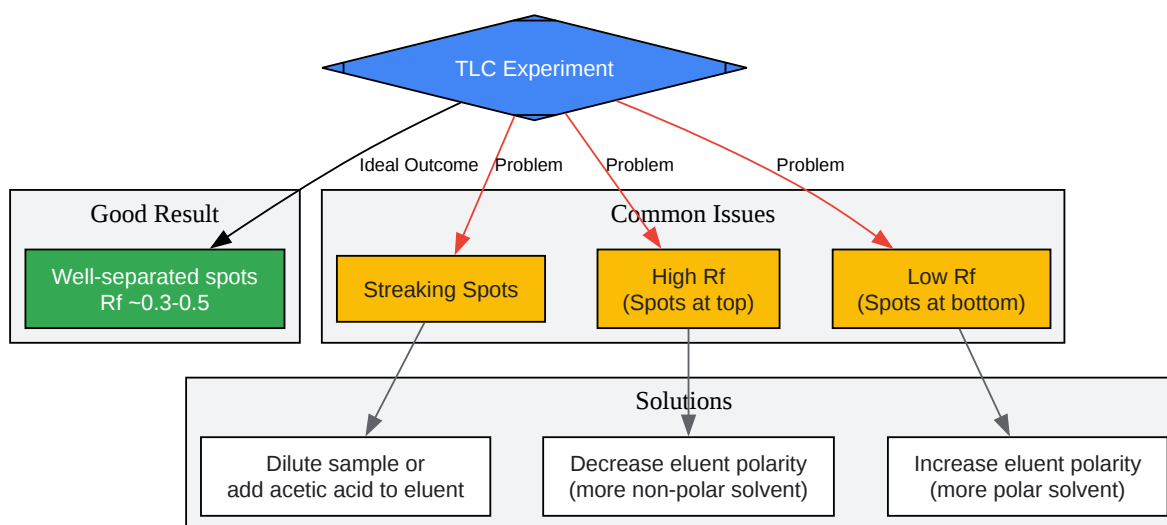 TLC Experiment
Ideal Outcome
Problem
Problem
Problem
Good Result
Common Issues
Well-separated spots
Rf ~0.3-0.5
Streaking Spots
High Rf
(Spots at top)
Low Rf
(Spots at bottom)
Solutions
Dilute sample or
add acetic acid to eluent
Decrease eluent polarity
(more non-polar solvent)
Increase eluent polarity
(more polar solvent)